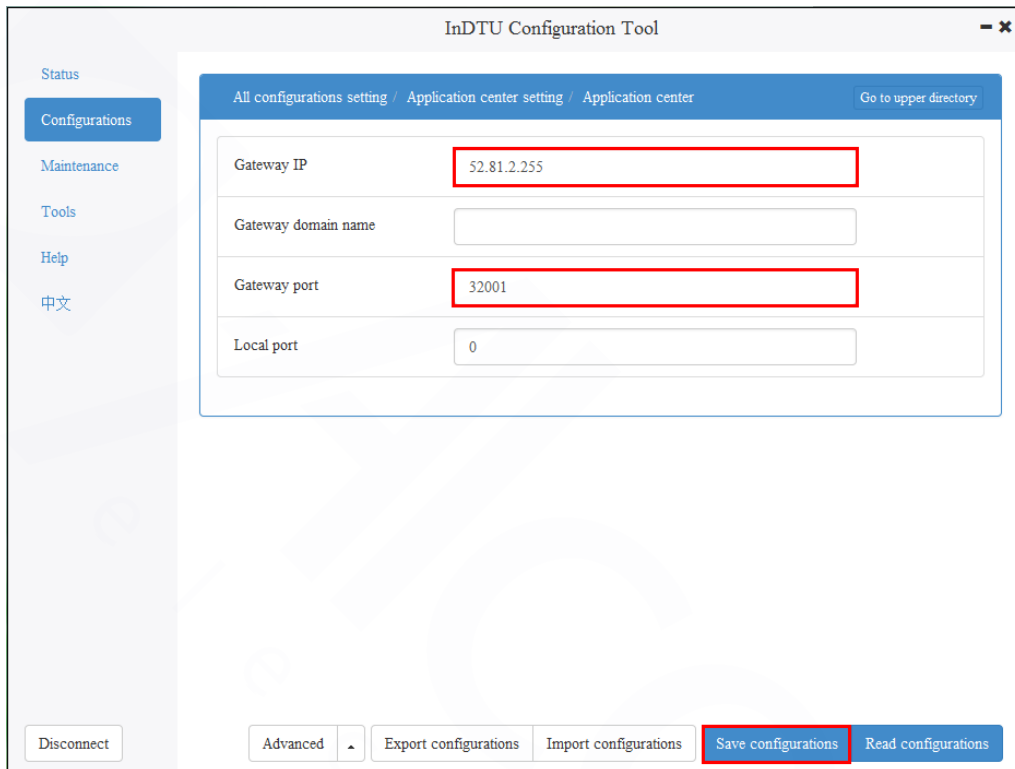 InDTU Configuration Tool
Status
Configurations
Maintenance
Tools
Help
中文
All configurations setting / Application center setting / Application center
Go to upper directory
Gateway IP
52.81.2.255
Gateway domain name
Gateway port
32001
Local port
0
Disconnect
Advanced
Export configurations
Import configurations
Save configurations
Read configurations